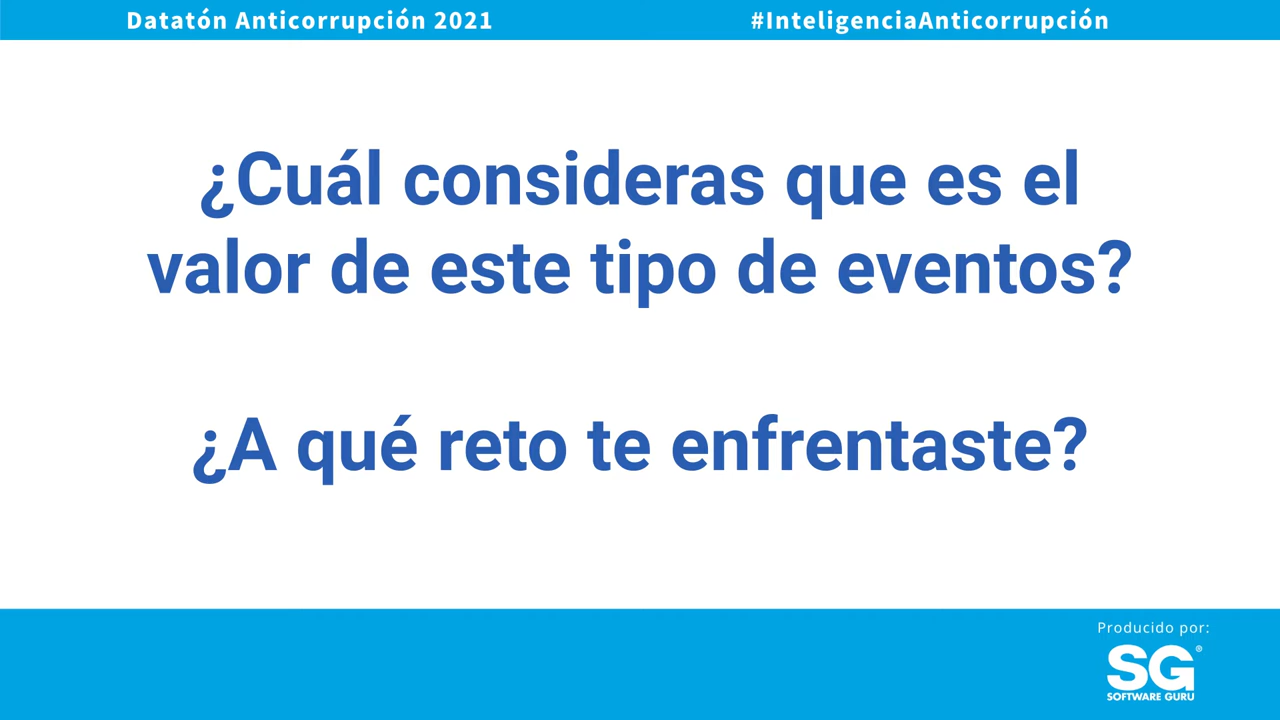 Datatón Anticorrupción 2021
#InteligenciaAnticorrupción
¿Cuál consideras que es el
valor de este tipo de eventos?
¿A qué reto te enfrentaste?
Producido por:
SG®
SOFTWARE GURU